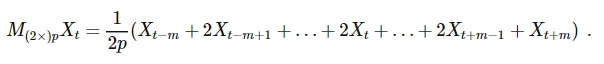 M_{(2×)p}X_t = \frac{1}{2p}(X_{t−m} + 2X_{t−m+1} + … + 2X_t + … + 2X_{t+m−1} + X_{t+m}) .